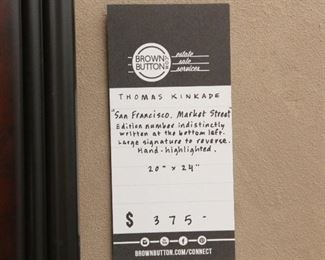 BROWN
BUTTON
estate
sale
services
THOMAS KINKADE
"San Francisco, Market Street"
Edition number indistinctly
written at the bottom left.
Large signature to reverse.
Hand-highlighted.
20" x 24"
$ 375-
BROWNBUTTON.COM/CONNECT